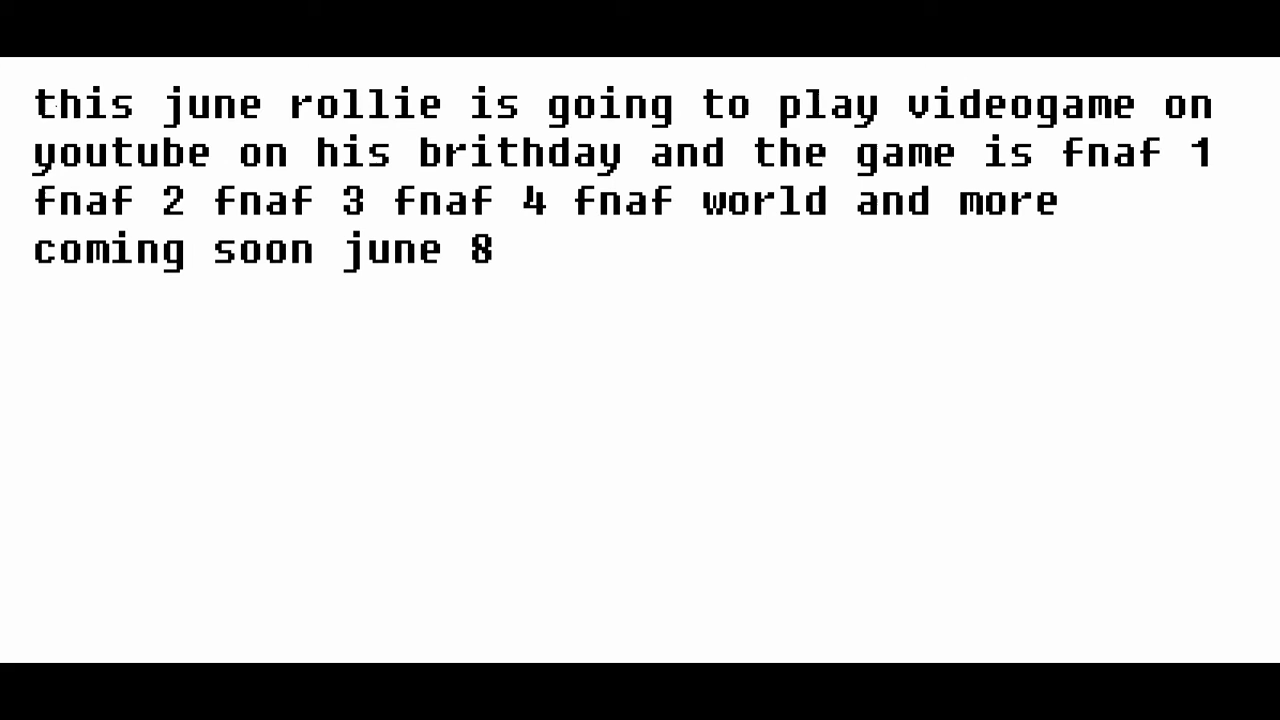 this june rollie is going to play videogame on
youtube on his brithday and the game is fnaf 1
fnaf 2 fnaf 3 fnaf 4 fnaf world and more
coming soon june 8